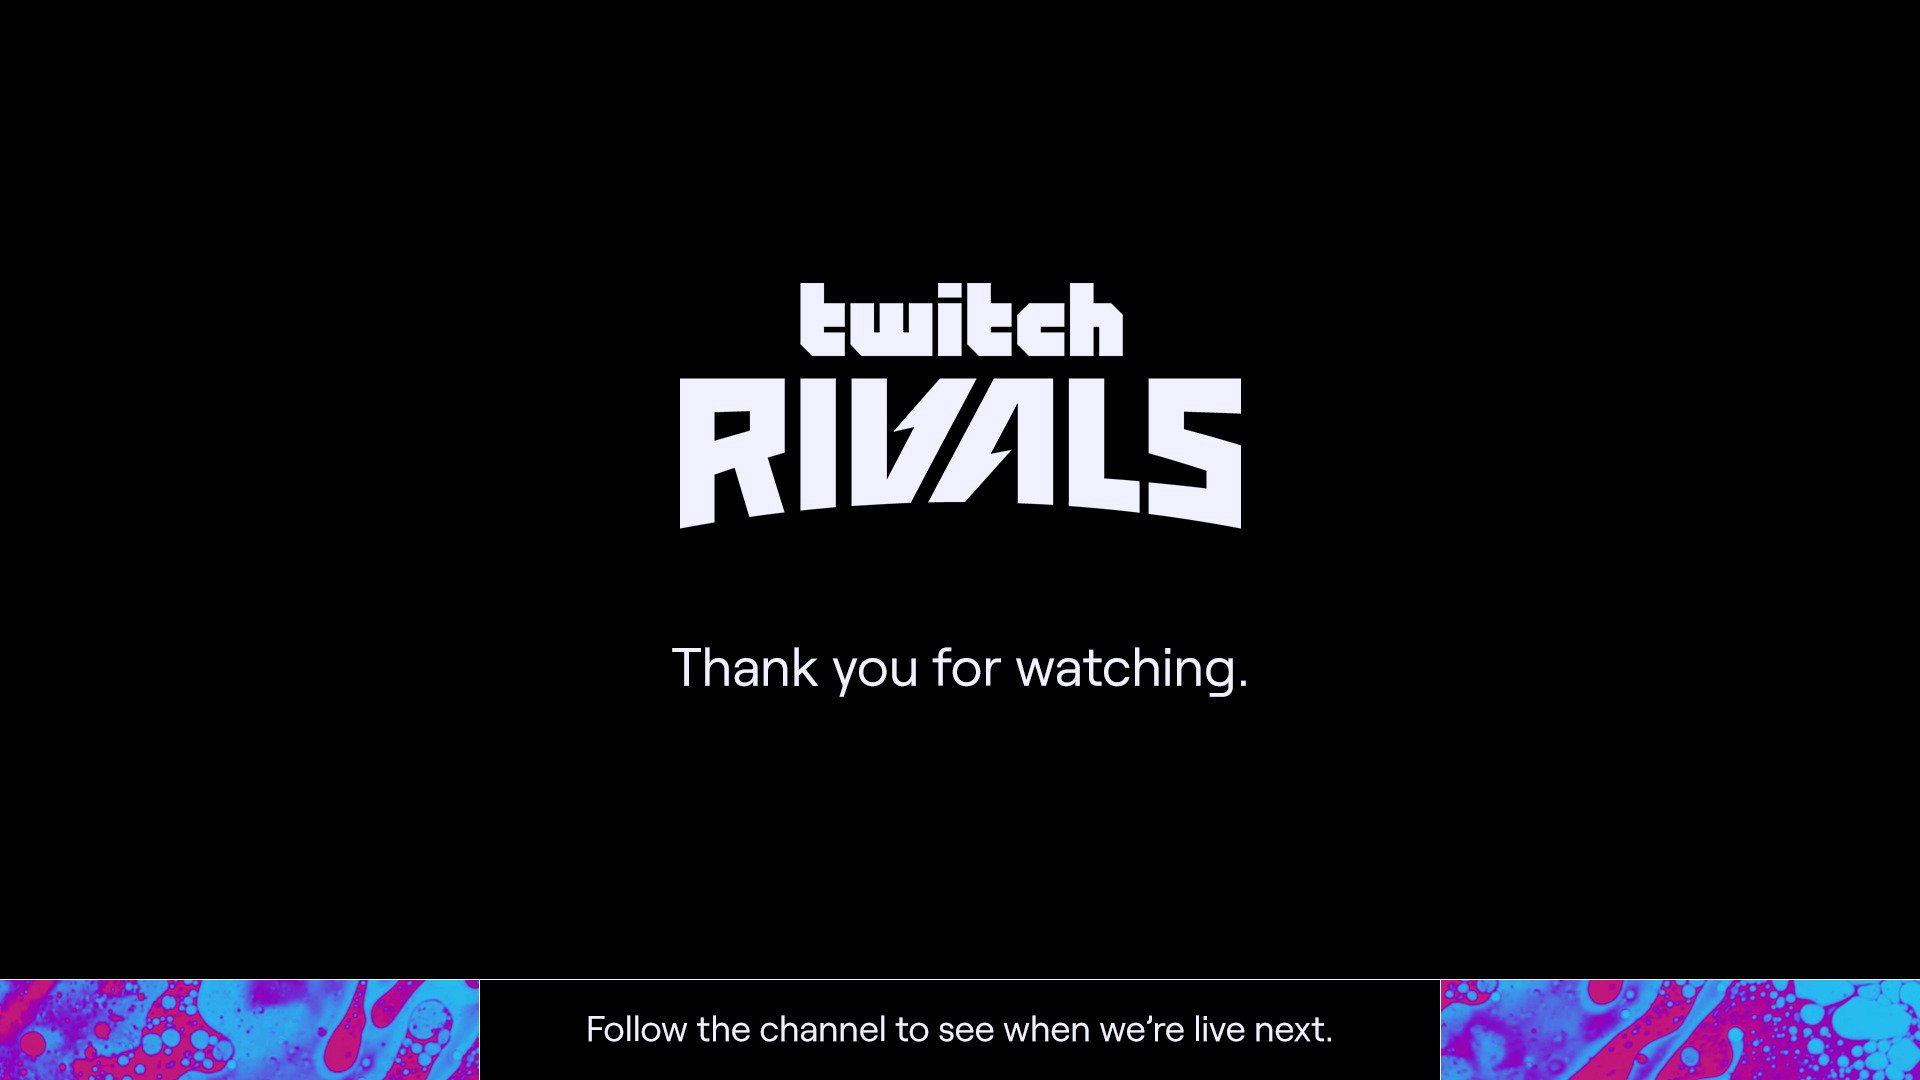 twitch
RIVALS
Thank you for watching.
Follow the channel to see when we’re live next.